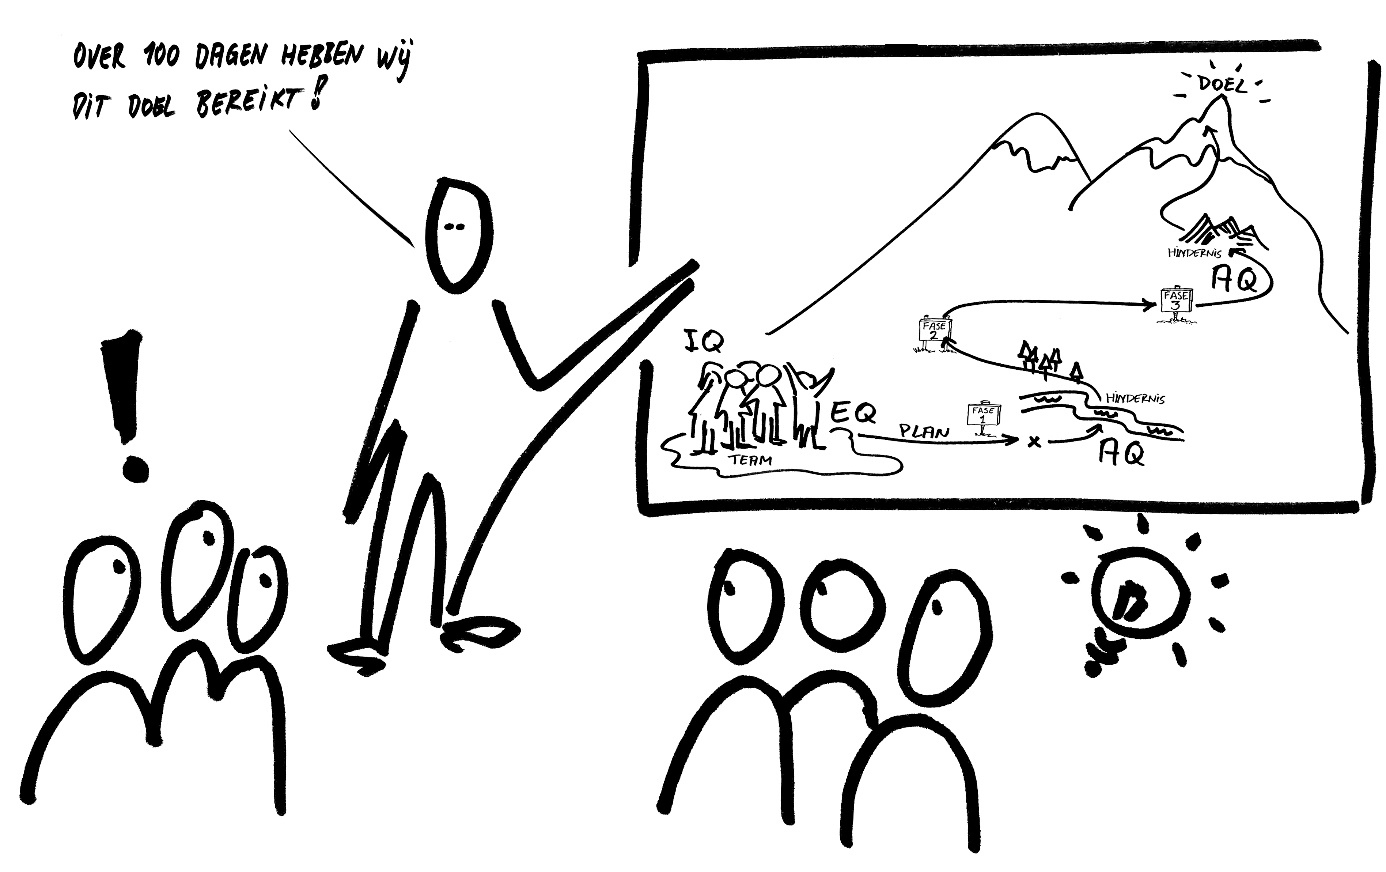 OVER 100 DAGEN HEBBEN WIJ
DIT DOEL BEREIKT!
DOEL
HINDERNIS
AQ
FASE
3
FASE
2
IQ
HINDERNIS
EQ
FASE
1
PLAN
AQ
TEAM
!